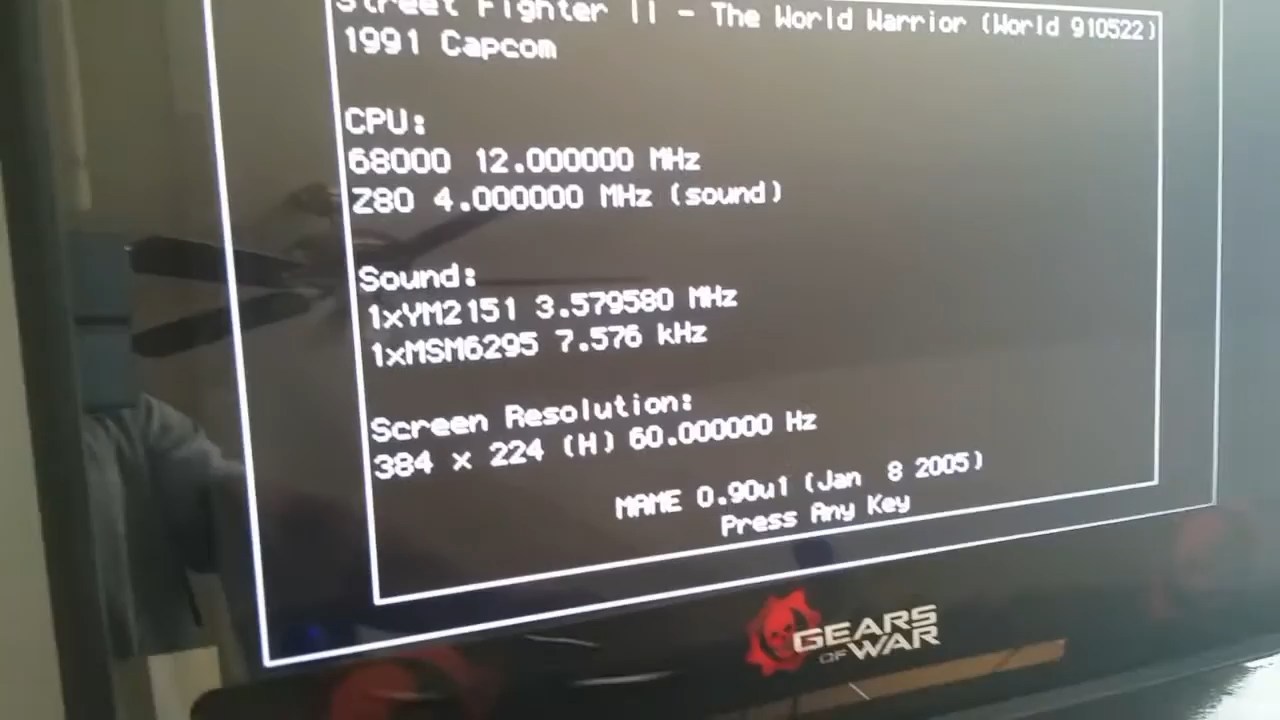 Street Fighter II - The World Warrior (World 910522)
1991 Capcom
CPU:
68000 12.000000 MHz
Z80 4.000000 MHz (sound)
Sound:
1xYM2151 3.579580 MHz
1xMSM6295 7.576 kHz
Screen Resolution:
384 x 224 (H) 60.000000 Hz
MAME 0.90u1 (Jan  8 2005)
Press Any Key
GEARS
OF WAR